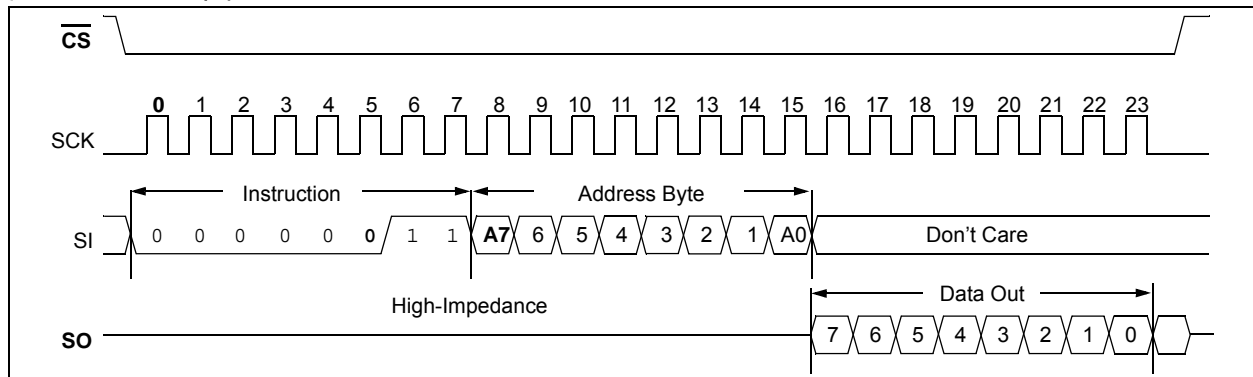 CS
0 1 2 3 4 5 6 7 8 9 10 11 12 13 14 15 16 17 18 19 20 21 22 23
SCK
Instruction Address Byte
SI 0 0 0 0 0 0 1 1 A7 6 5 4 3 2 1 A0 Don't Care
High-Impedance Data Out
SO 7 6 5 4 3 2 1 0